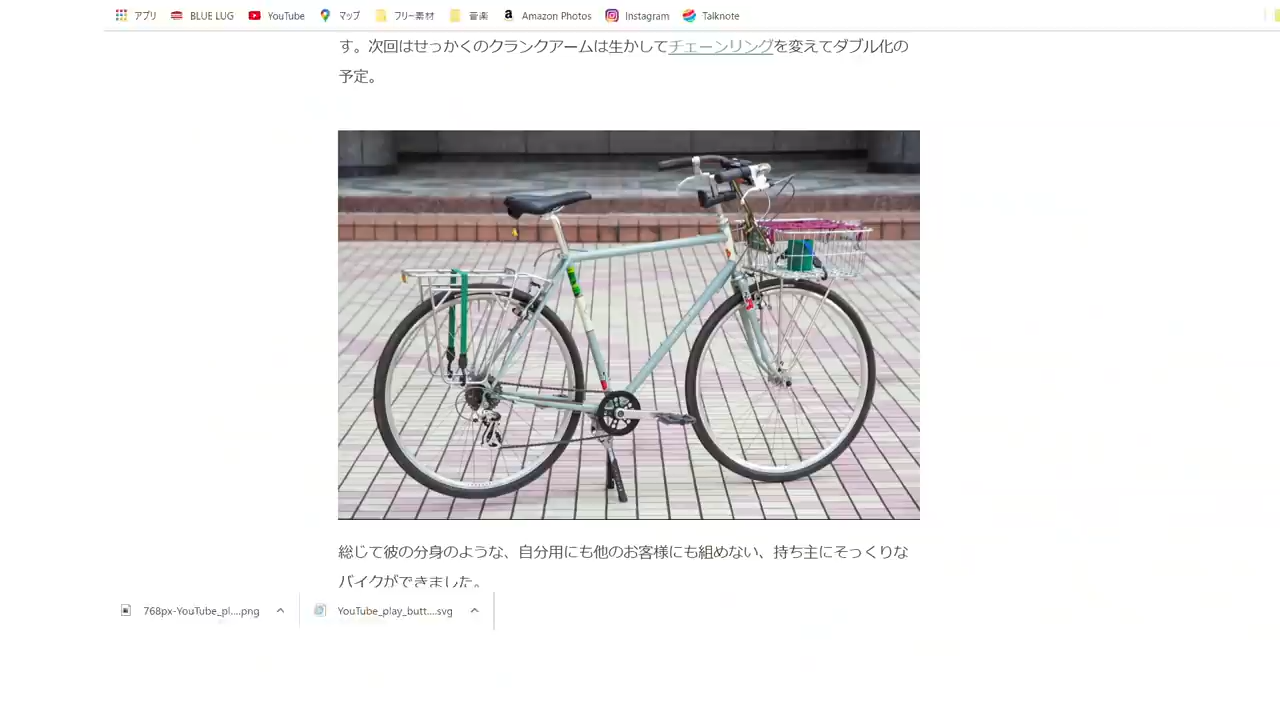 アプリ BLUE LUG YouTube マップ フリー素材 音楽 Amazon Photos Instagram Talknote
す。次回はせっかくのクランクアームは生かしてチェーンリングを変えてダブル化の
予定。
総じて彼の分身のような、自分用にも他のお客様にも組めない、持ち主にそっくりな
バイクができました。
768px-YouTube_pl....png YouTube_play_butt....svg